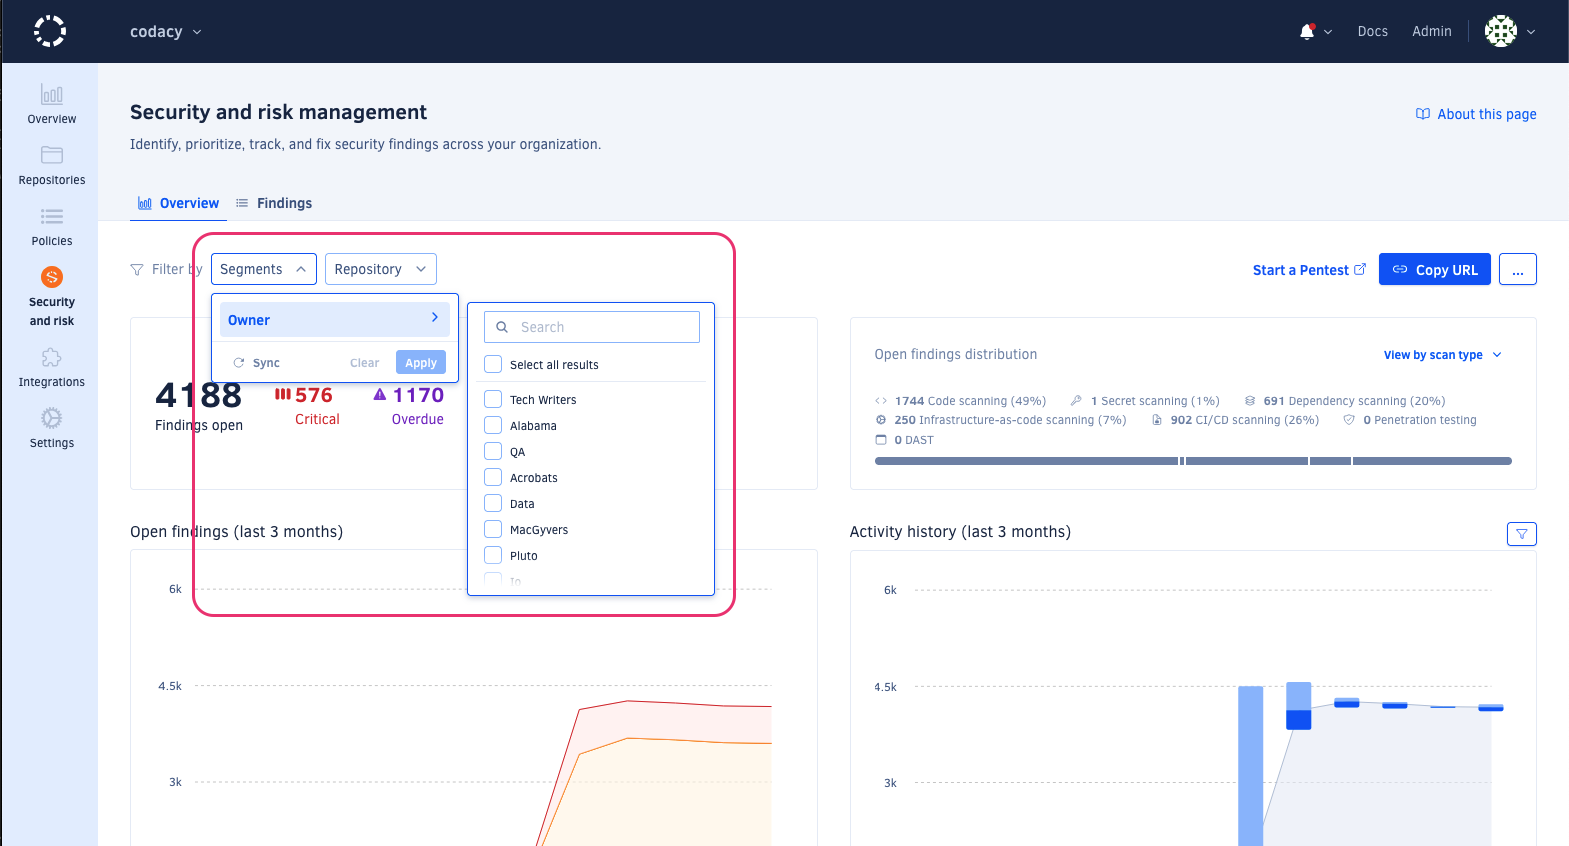 codacy
Docs
Admin
Overview
Repositories
Policies
Security
and risk
Integrations
Settings
Security and risk management
About this page
Identify, prioritize, track, and fix security findings across your organization.
Overview
Findings
Filter by
Segments
Repository
Start a Pentest
Copy URL
...
Owner
Sync
Clear
Apply
Search
Select all results
Tech Writers
Alabama
QA
Acrobats
Data
MacGyvers
Pluto
4188
Findings open
576
Critical
1170
Overdue
Open findings distribution
View by scan type
1744 Code scanning (49%)
1 Secret scanning (1%)
691 Dependency scanning (20%)
250 Infrastructure-as-code scanning (7%)
902 CI/CD scanning (26%)
0 Penetration testing
0 DAST
Open findings (last 3 months)
6k
4.5k
3k
Activity history (last 3 months)
6k
4.5k
3k